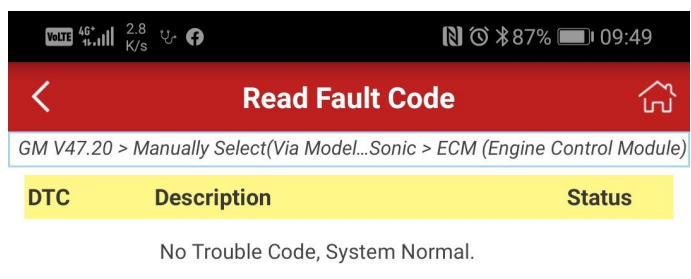 VoLTE 4G+ 2.8 K/s 87% 09:49
Read Fault Code
GM V47.20 > Manually Select(Via Model...Sonic > ECM (Engine Control Module)
DTC Description Status
No Trouble Code, System Normal.